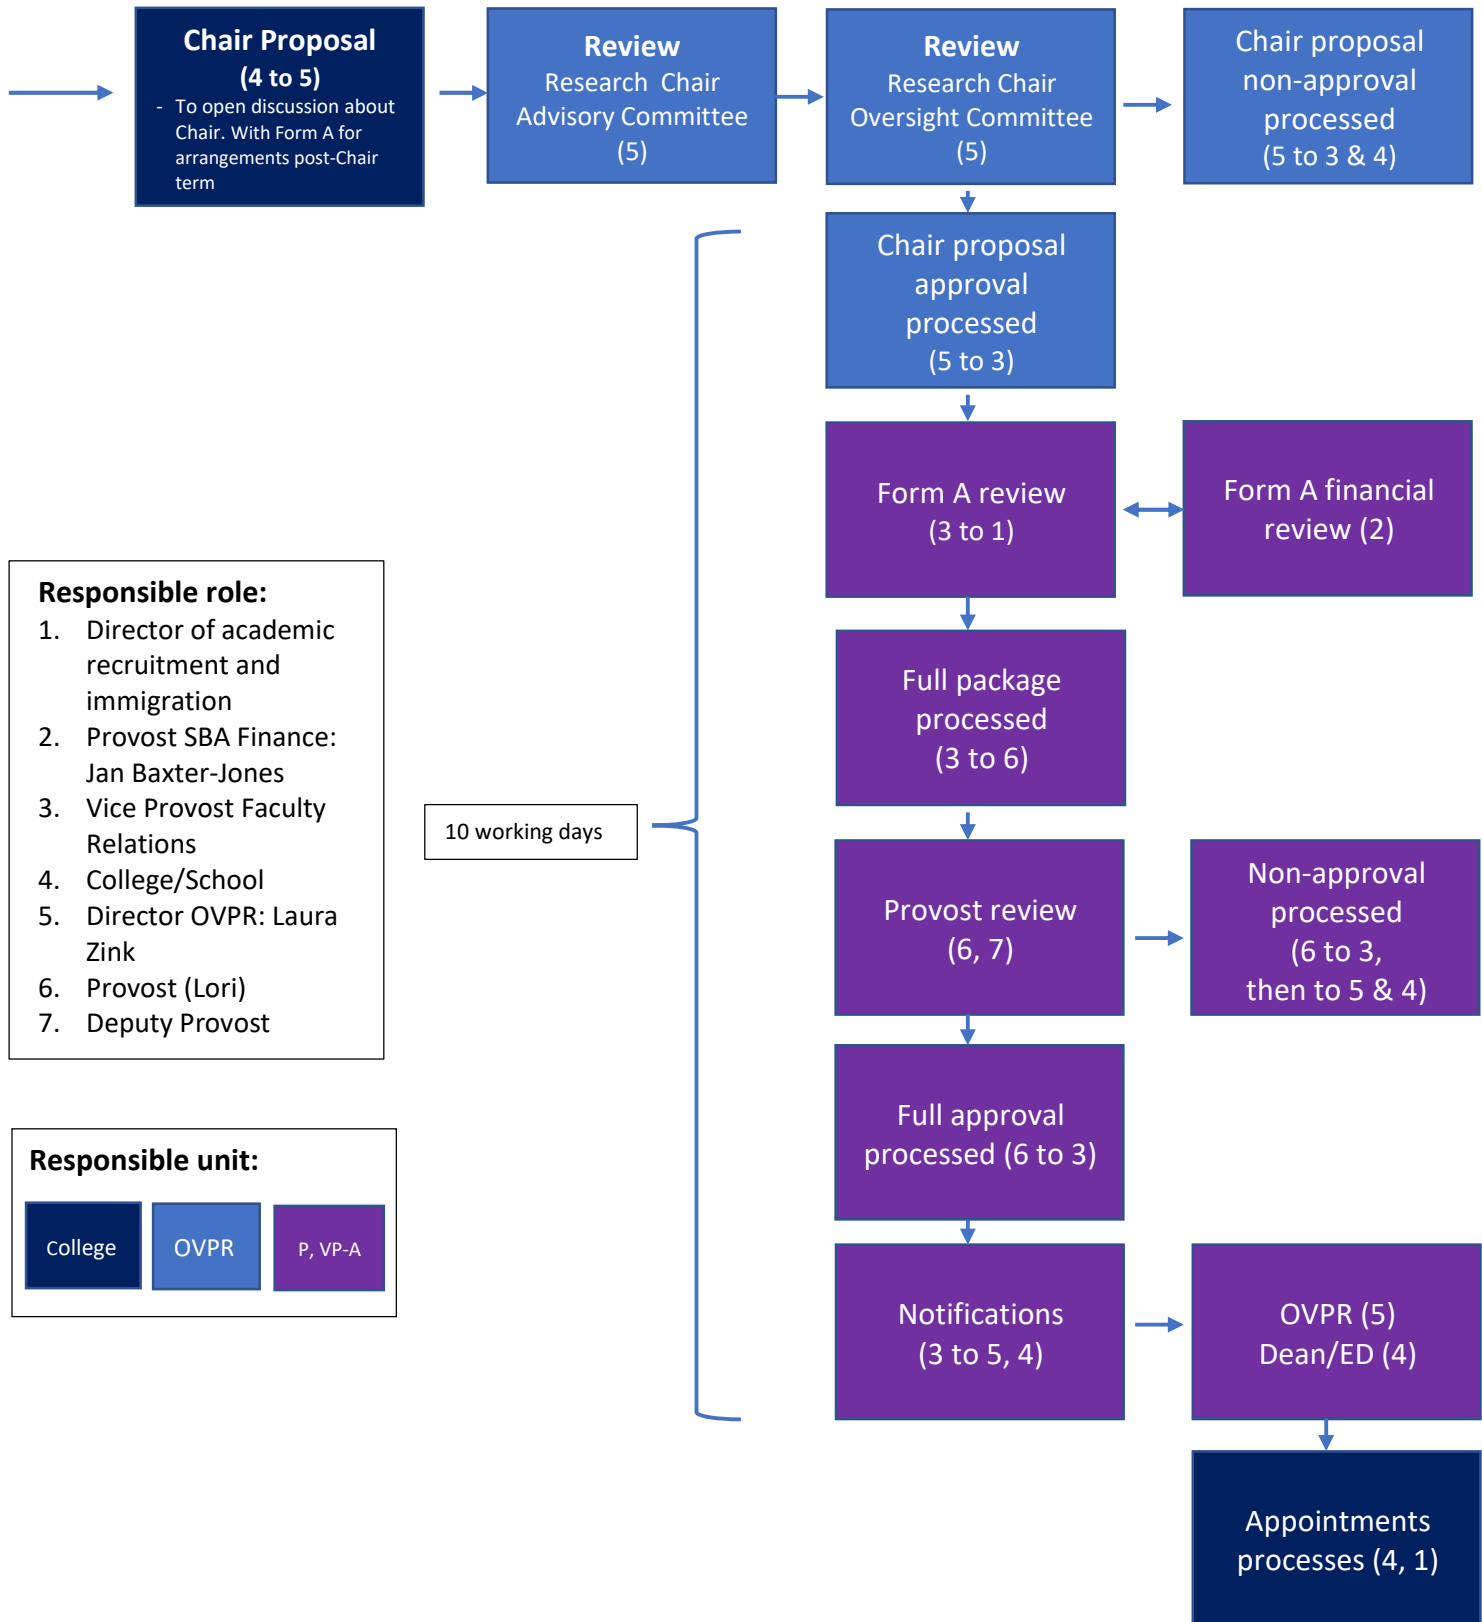 Chair Proposal
(4 to 5)
- To open discussion about
Chair. With Form A for
arrangements post-Chair
term
Review
Research Chair
Advisory Committee
(5)
Review
Research Chair
Oversight Committee
(5)
Chair proposal
non-approval
processed
(5 to 3 & 4)
Chair proposal
approval
processed
(5 to 3)
Form A review
(3 to 1)
Form A financial
review (2)
Responsible role:
1. Director of academic
recruitment and
immigration
2. Provost SBA Finance:
Jan Baxter-Jones
3. Vice Provost Faculty
Relations
4. College/School
5. Director OVPR: Laura
Zink
6. Provost (Lori)
7. Deputy Provost
Full package
processed
(3 to 6)
10 working days
Provost review
(6, 7)
Non-approval
processed
(6 to 3,
then to 5 & 4)
Full approval
processed (6 to 3)
Responsible unit:
College
OVPR
P, VP-A
Notifications
(3 to 5, 4)
OVPR (5)
Dean/ED (4)
Appointments
processes (4, 1)